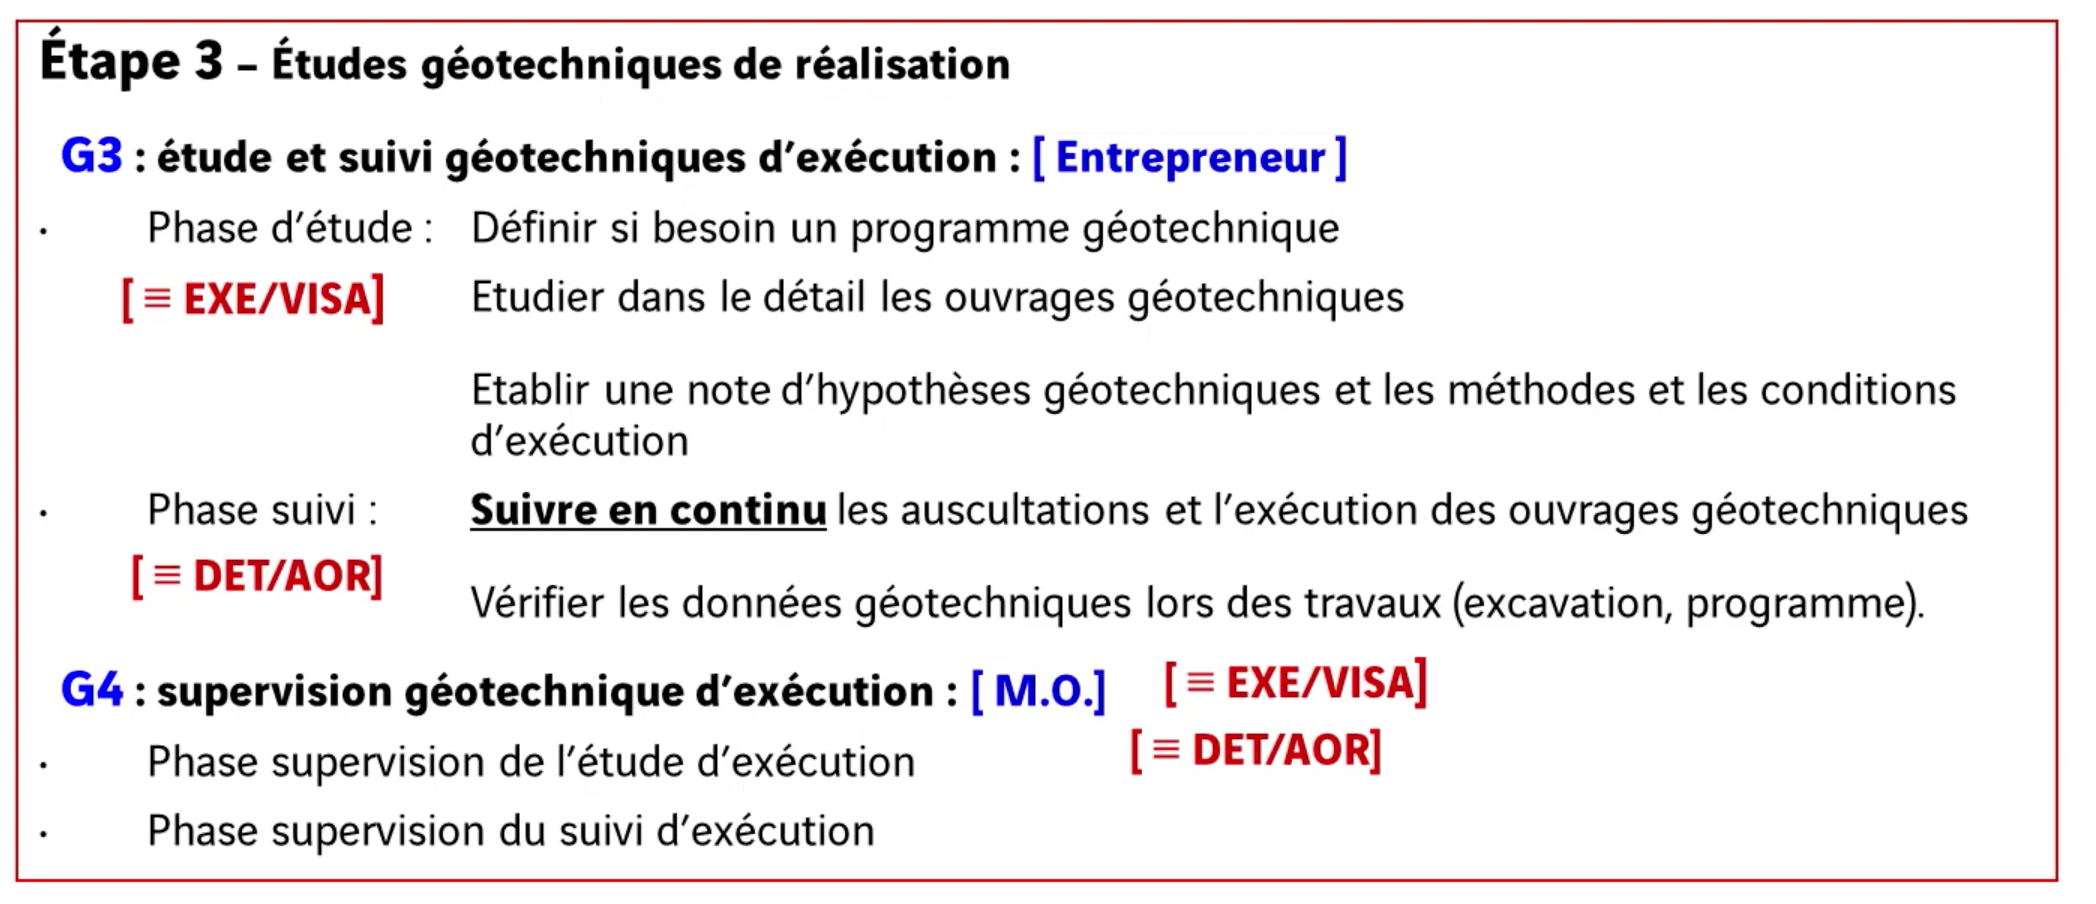 Étape 3 – Études géotechniques de réalisation
G3 : étude et suivi géotechniques d’exécution : [ Entrepreneur ]
· Phase d’étude : Définir si besoin un programme géotechnique
[ ≡ EXE/VISA] Etudier dans le détail les ouvrages géotechniques
Etablir une note d’hypothèses géotechniques et les méthodes et les conditions
d’exécution
· Phase suivi : Suivre en continu les auscultations et l’exécution des ouvrages géotechniques
[ ≡ DET/AOR]
Vérifier les données géotechniques lors des travaux (excavation, programme).
G4 : supervision géotechnique d’exécution : [ M.O.] [ ≡ EXE/VISA]
[ ≡ DET/AOR]
· Phase supervision de l’étude d’exécution
· Phase supervision du suivi d’exécution